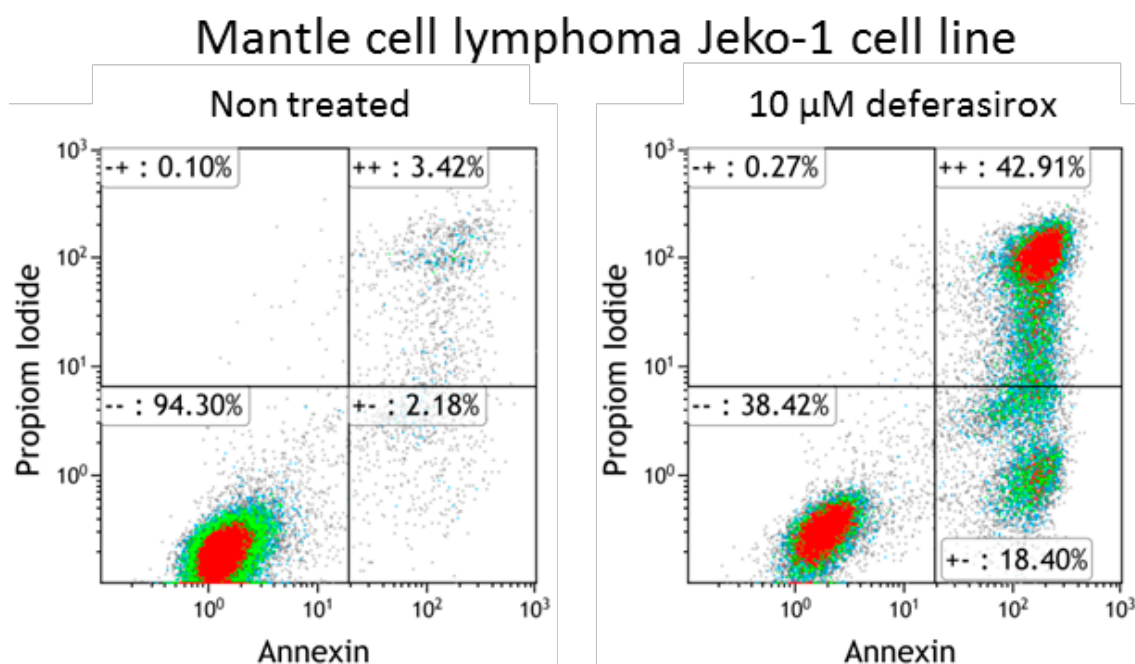 Mantle cell lymphoma Jeko-1 cell line
Non treated
10³
10²
10¹
10⁰
Propiom Iodide
-+ : 0.10%
++ : 3.42%
-- : 94.30%
+- : 2.18%
10⁰ 10¹ 10² 10³
Annexin
10 µM deferasirox
10³
10²
10¹
10⁰
Propiom Iodide
-+ : 0.27%
++ : 42.91%
-- : 38.42%
+- : 18.40%
10⁰ 10¹ 10² 10³
Annexin